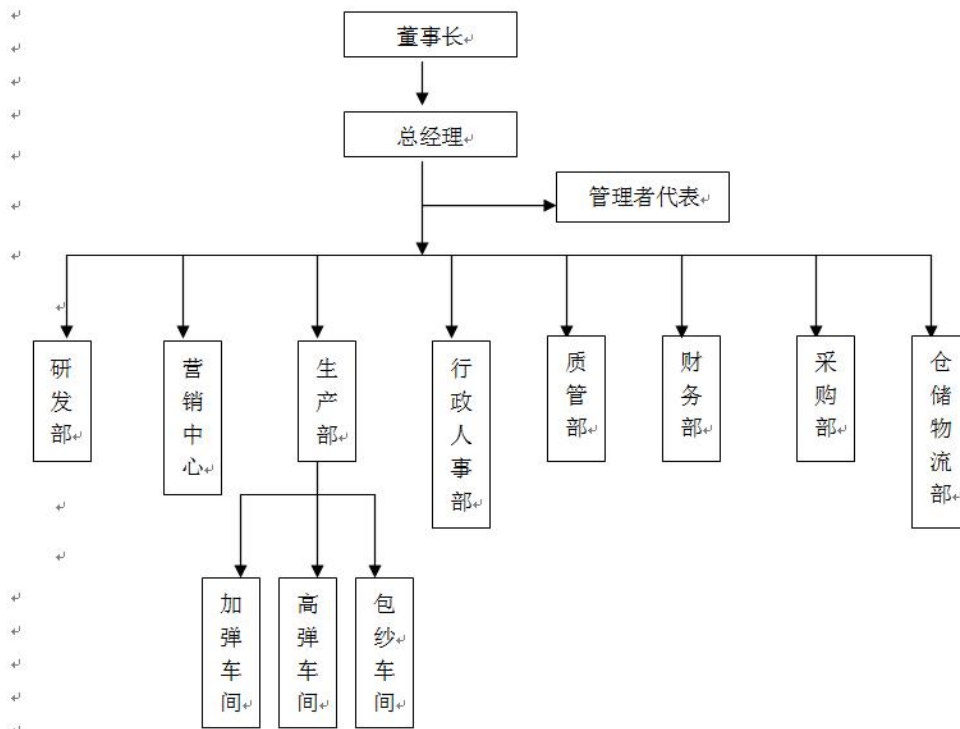 董事长
总经理
管理者代表
研发部
营销中心
生产部
行政人事部
质管部
财务部
采购部
仓储物流部
加弹车间
高弹车间
包纱车间